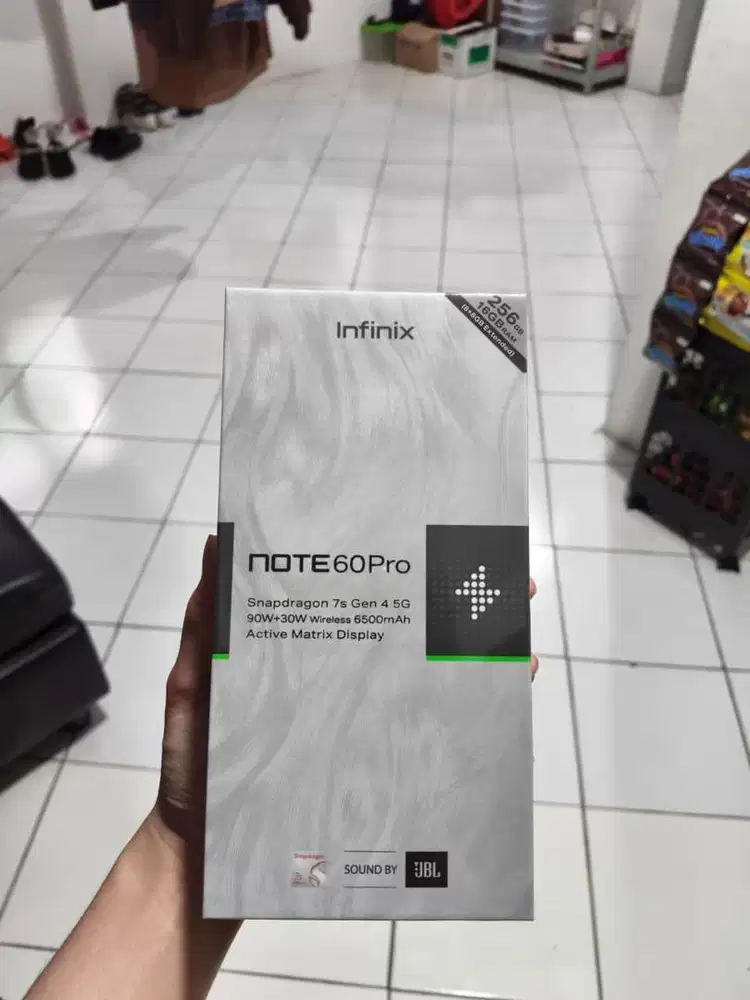 Infinix
256GB
16GB RAM
(8+8GB Extended)
NOTE60Pro
Snapdragon 7s Gen 4 5G
90W+30W Wireless 6500mAh
Active Matrix Display
Snapdragon
SOUND BY JBL